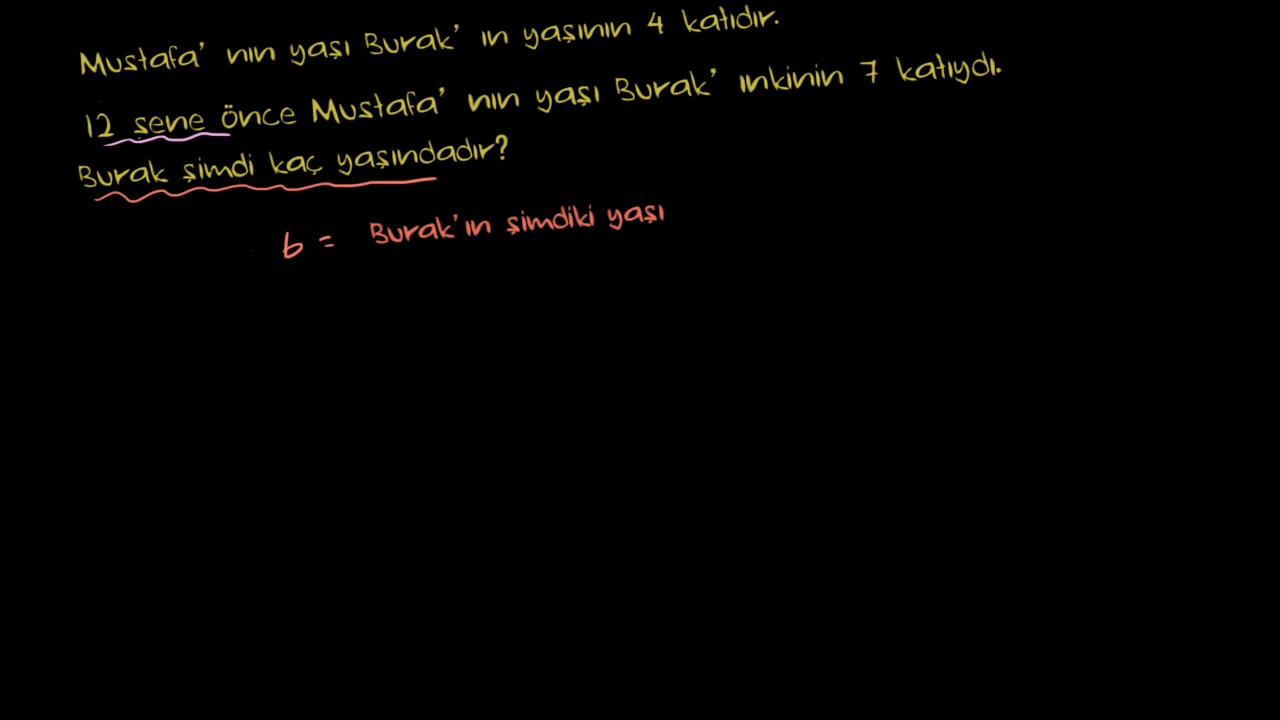 Mustafa' nın yaşı Burak' ın yaşının 4 katıdır.
12 şene önce Mustafa' nın yaşı Burak' ınkinin 7 katıydı.
Burak şimdi kaç yaşındadır?
b = Burak'ın şimdiki yaşı